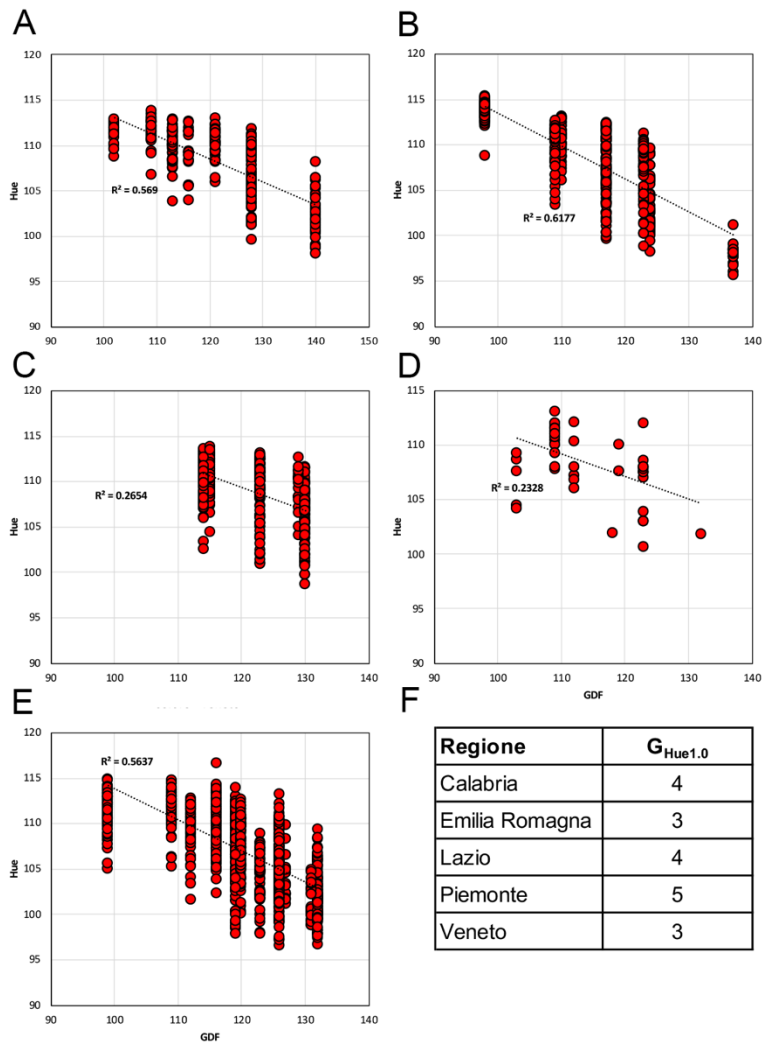 A
120
115
110
105
100
95
90
Hue
R² = 0.569
90 100 110 120 130 140 150
B
120
115
110
105
100
95
90
Hue
R² = 0.6177
90 100 110 120 130 140
C
120
115
110
105
100
95
90
Hue
R² = 0.2654
90 100 110 120 130 140
D
115
110
105
100
95
90
Hue
R² = 0.2328
90 100 110 120 130 140
GDF
E
120
115
110
105
100
95
90
Hue
R² = 0.5637
90 100 110 120 130 140
GDF
F
Regione GHue1.0
Calabria 4
Emilia Romagna 3
Lazio 4
Piemonte 5
Veneto 3